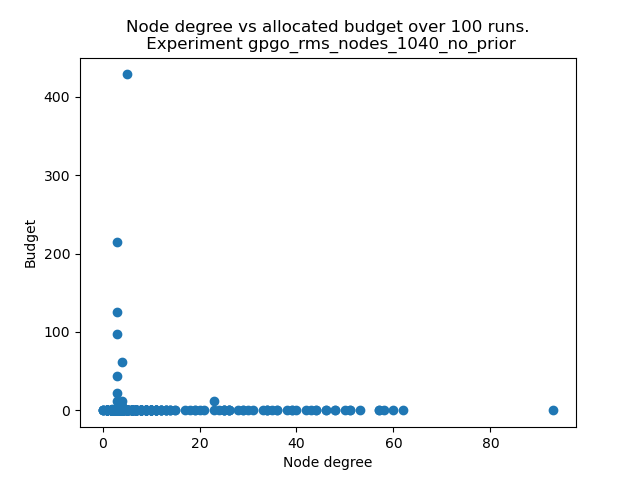 Node degree vs allocated budget over 100 runs.
Experiment gpgo_rms_nodes_1040_no_prior
400
300
200
100
0
Budget
0 20 40 60 80
Node degree